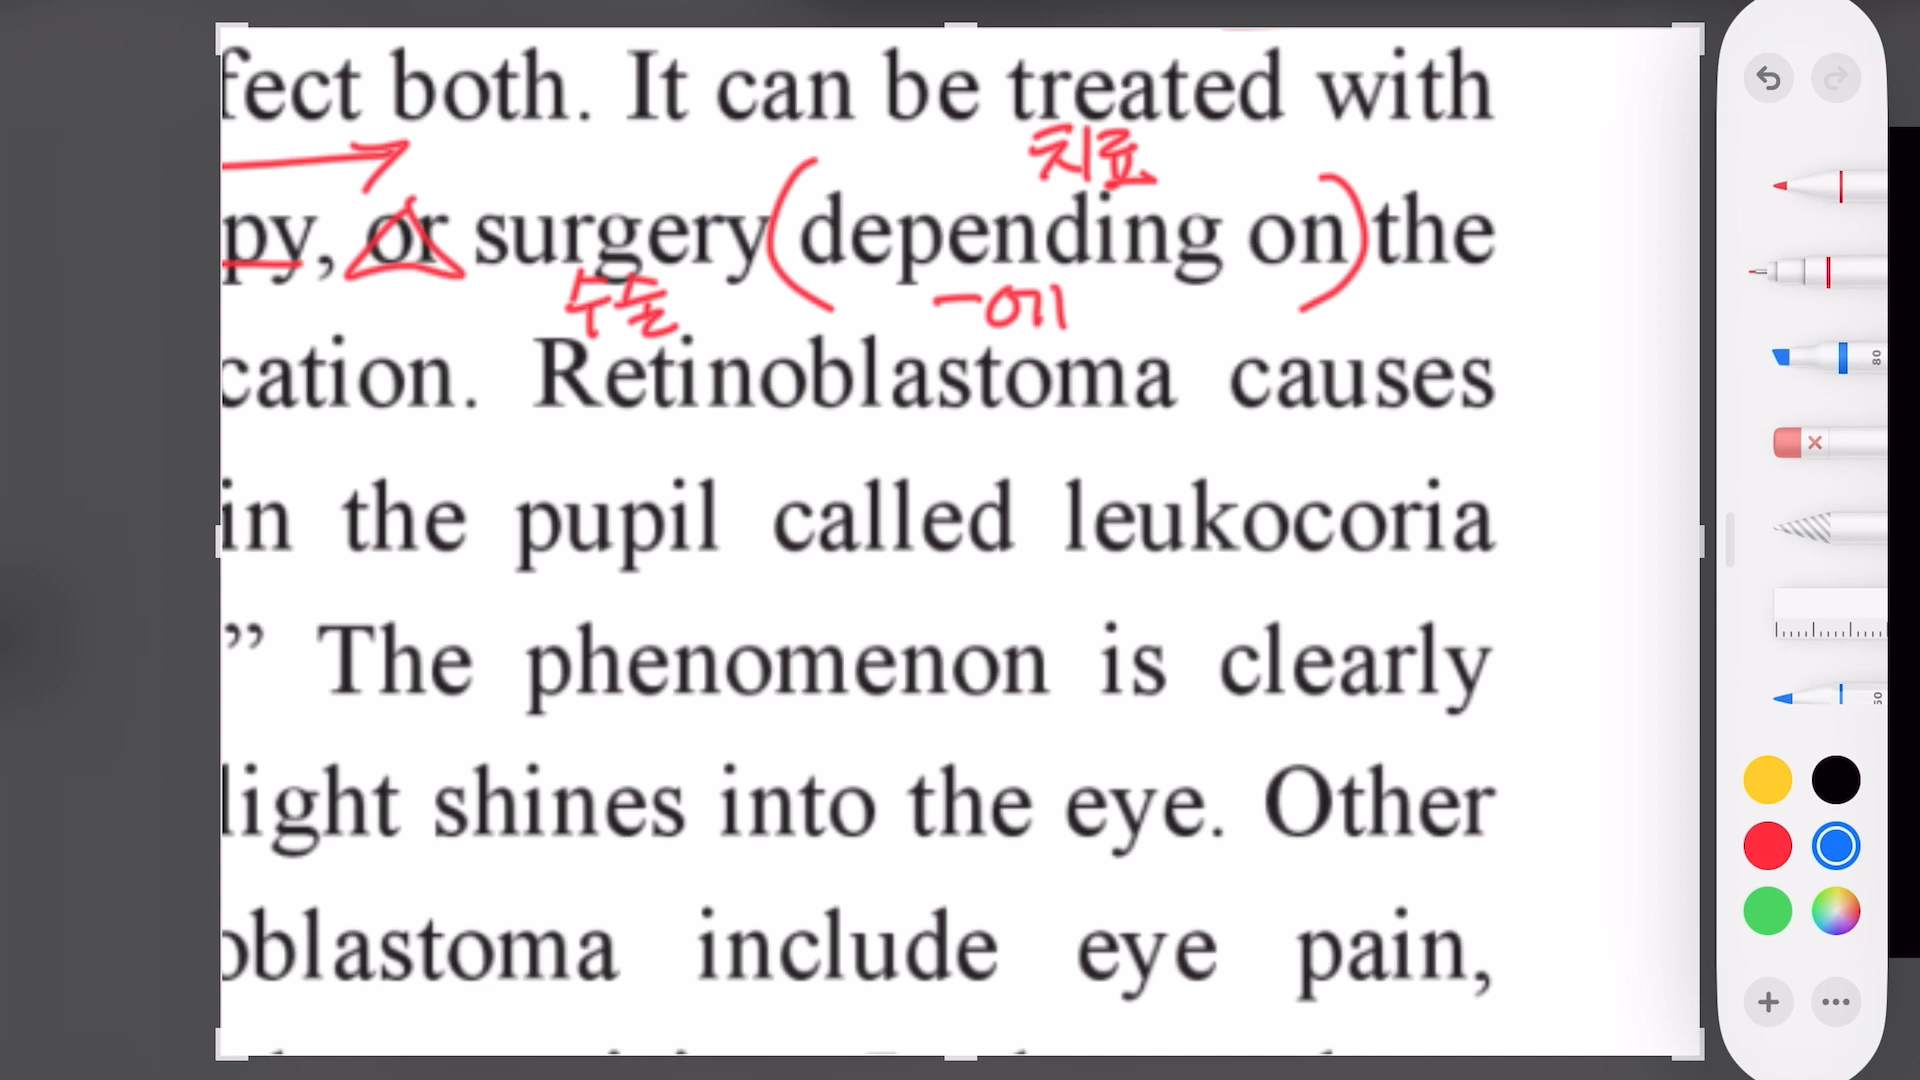 fect both. It can be treated with
치료
py, or surgery (depending on) the
수술 -에
cation. Retinoblastoma causes
in the pupil called leukocoria
” The phenomenon is clearly
light shines into the eye. Other
oblastoma include eye pain,
80
50